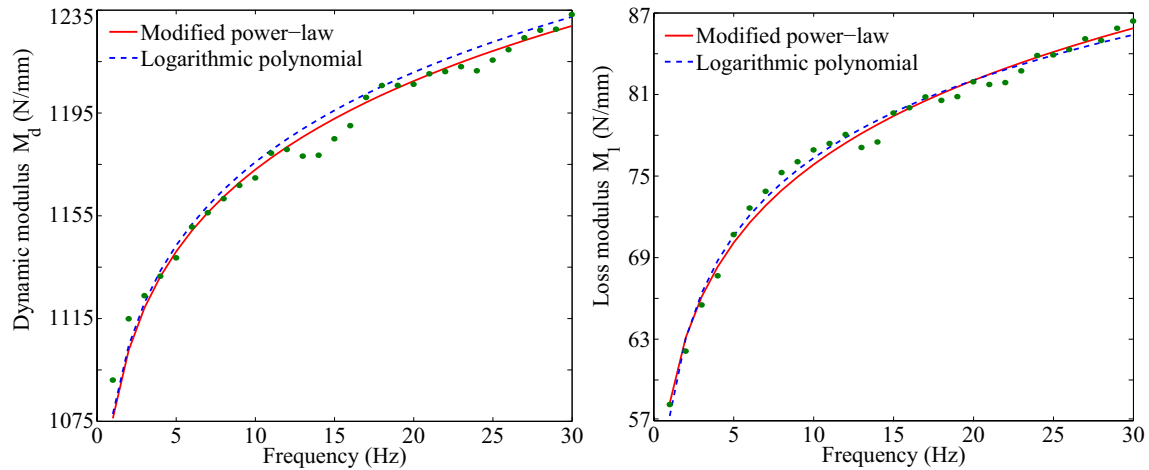 1235
1195
1155
1115
1075
Dynamic modulus M_d (N/mm)
Modified power−law
Logarithmic polynomial
0 5 10 15 20 25 30
Frequency (Hz)
87
81
75
69
63
57
Loss modulus M_l (N/mm)
Modified power−law
Logarithmic polynomial
0 5 10 15 20 25 30
Frequency (Hz)